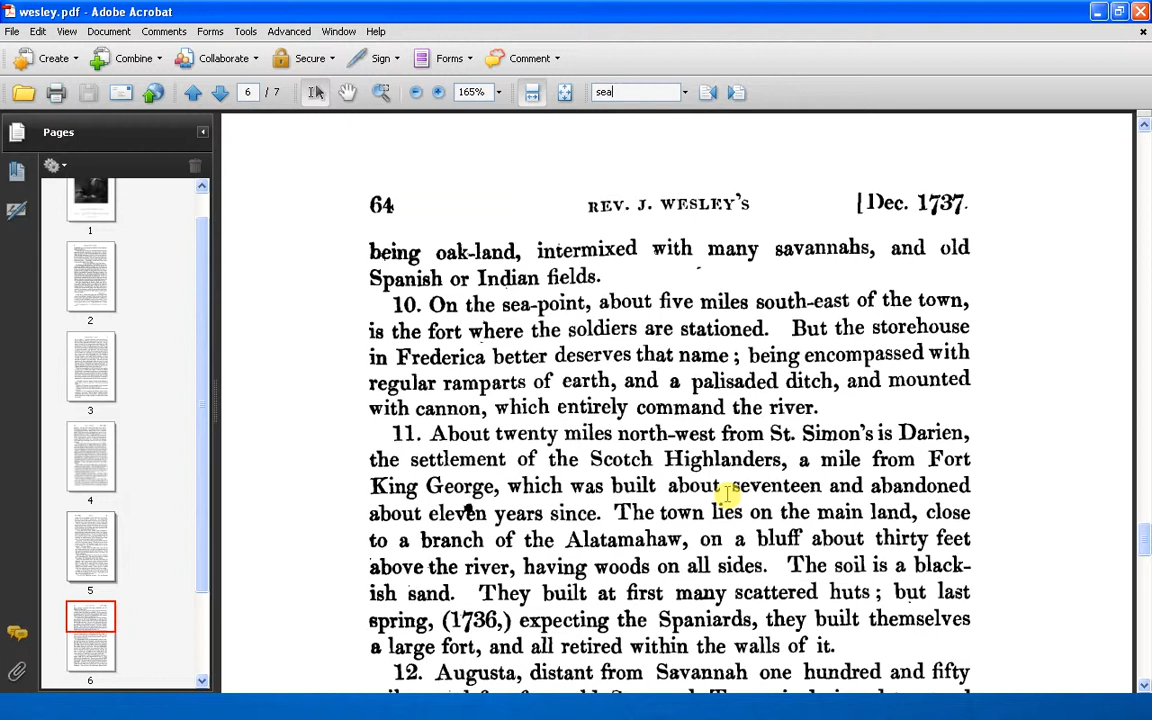 wesley.pdf - Adobe Acrobat
File Edit View Document Comments Forms Tools Advanced Window Help
Create Combine Collaborate Secure Sign Forms Comment
6 / 7 165% sea
Pages
1
2
3
4
5
6
64 REV. J. WESLEY'S [Dec. 1737.
being oak-land, intermixed with many savannahs, and old
Spanish or Indian fields.
10. On the sea-point, about five miles south-east of the town,
is the fort where the soldiers are stationed. But the storehouse
in Frederica better deserves that name; being encompassed with
regular ramparts of earth, and a palisaded ditch, and mounted
with cannon, which entirely command the river.
11. About twenty miles north-west from St. Simon's is Darien,
the settlement of the Scotch Highlanders, a mile from Fort
King George, which was built about seventeen and abandoned
about eleven years since. The town lies on the main land, close
to a branch of the Alatamahaw, on a bluff about thirty feet
above the river, having woods on all sides. The soil is a black-
ish sand. They built at first many scattered huts; but last
spring, (1736,) expecting the Spaniards, they built themselves
a large fort, and all retired within the walls of it.
12. Augusta, distant from Savannah one hundred and fifty